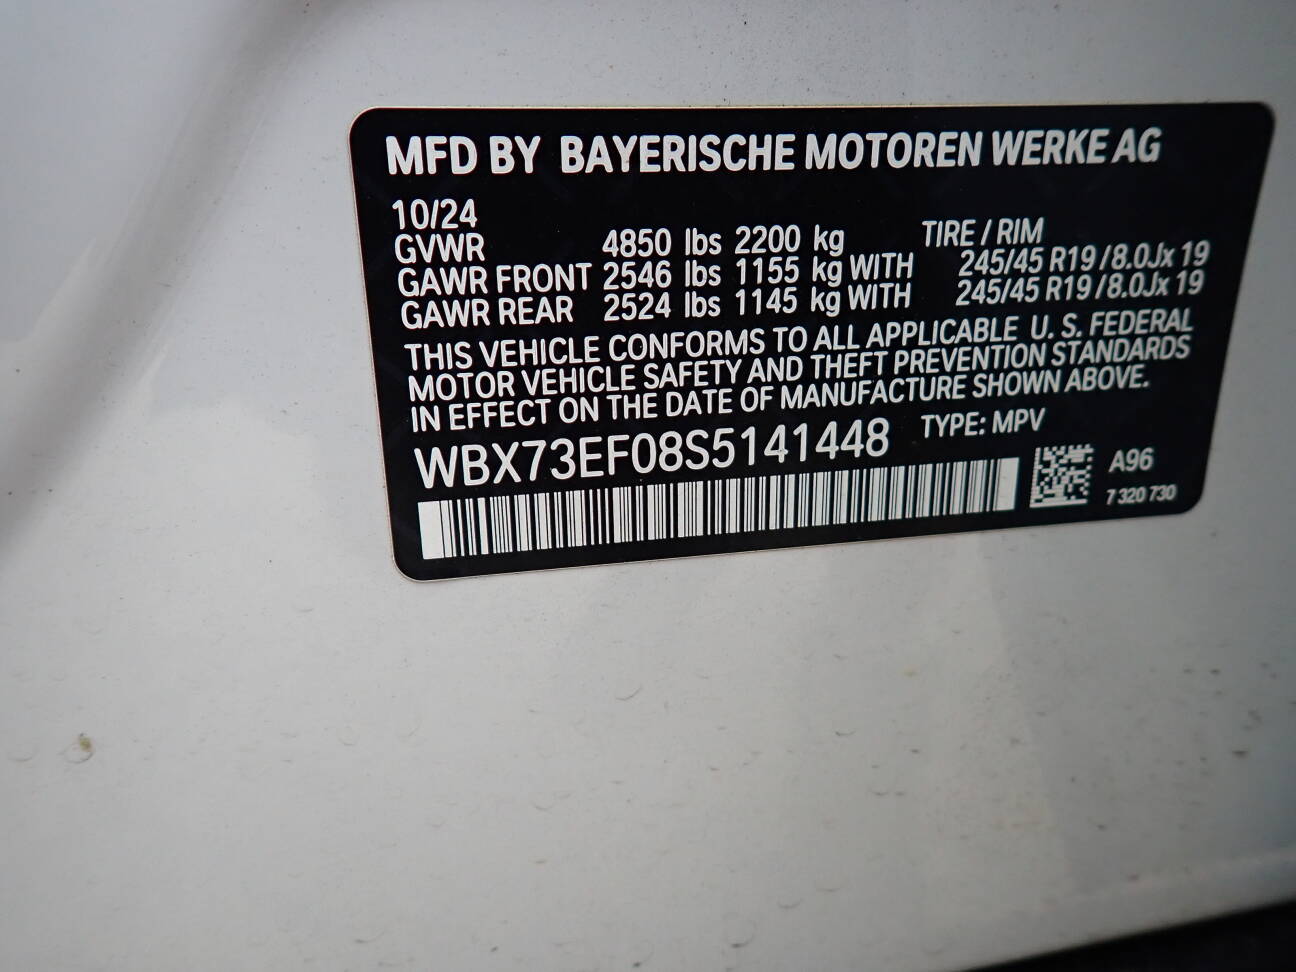 MFD BY BAYERISCHE MOTOREN WERKE AG
10/24
GVWR 4850 lbs 2200 kg TIRE / RIM
GAWR FRONT 2546 lbs 1155 kg WITH 245/45 R19 / 8.0Jx 19
GAWR REAR 2524 lbs 1145 kg WITH 245/45 R19 / 8.0Jx 19
THIS VEHICLE CONFORMS TO ALL APPLICABLE U. S. FEDERAL
MOTOR VEHICLE SAFETY AND THEFT PREVENTION STANDARDS
IN EFFECT ON THE DATE OF MANUFACTURE SHOWN ABOVE.
WBX73EF08S5141448 TYPE: MPV
A96
7 320 730